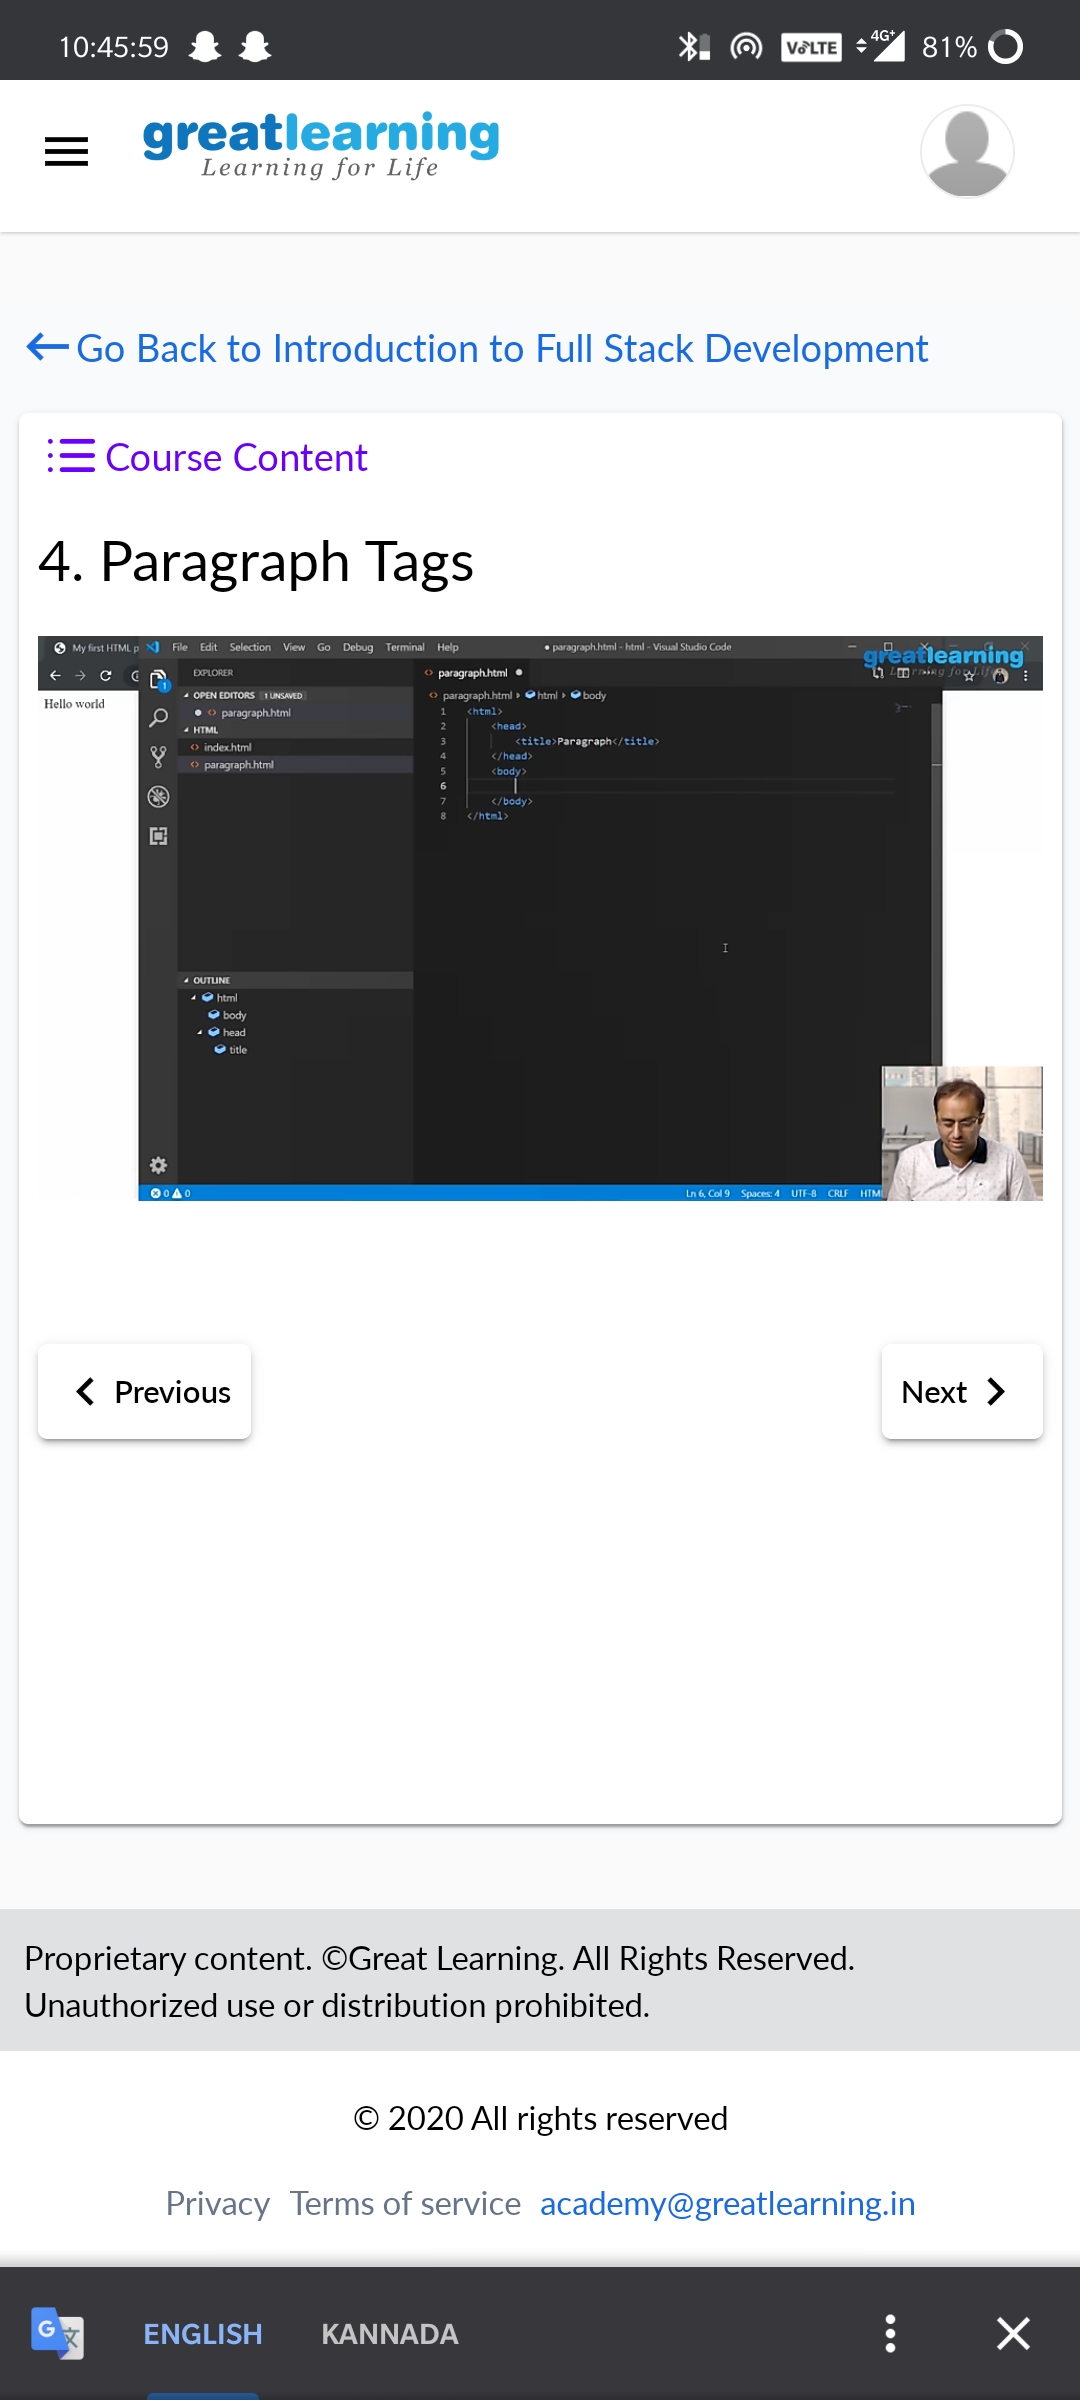 10:45:59 VoLTE 4G+ 81%
greatlearning
Learning for Life
Go Back to Introduction to Full Stack Development
Course Content
4. Paragraph Tags
My first HTML p File Edit Selection View Go Debug Terminal Help ● paragraph.html - html - Visual Studio Code
greatlearning
EXPLORER
paragraph.html ●
OPEN EDITORS 1 UNSAVED
paragraph.html › html › body
Hello world
● <> paragraph.html
HTML
<> index.html
<> paragraph.html
1 <html>
2 <head>
3 <title>Paragraph</title>
4 </head>
5 <body>
6
7 </body>
8 </html>
OUTLINE
html
body
head
title
0 0 Ln 6, Col 9 Spaces: 4 UTF-8 CRLF HTM
Previous
Next
Proprietary content. ©Great Learning. All Rights Reserved.
Unauthorized use or distribution prohibited.
© 2020 All rights reserved
Privacy Terms of service academy@greatlearning.in
G ENGLISH KANNADA